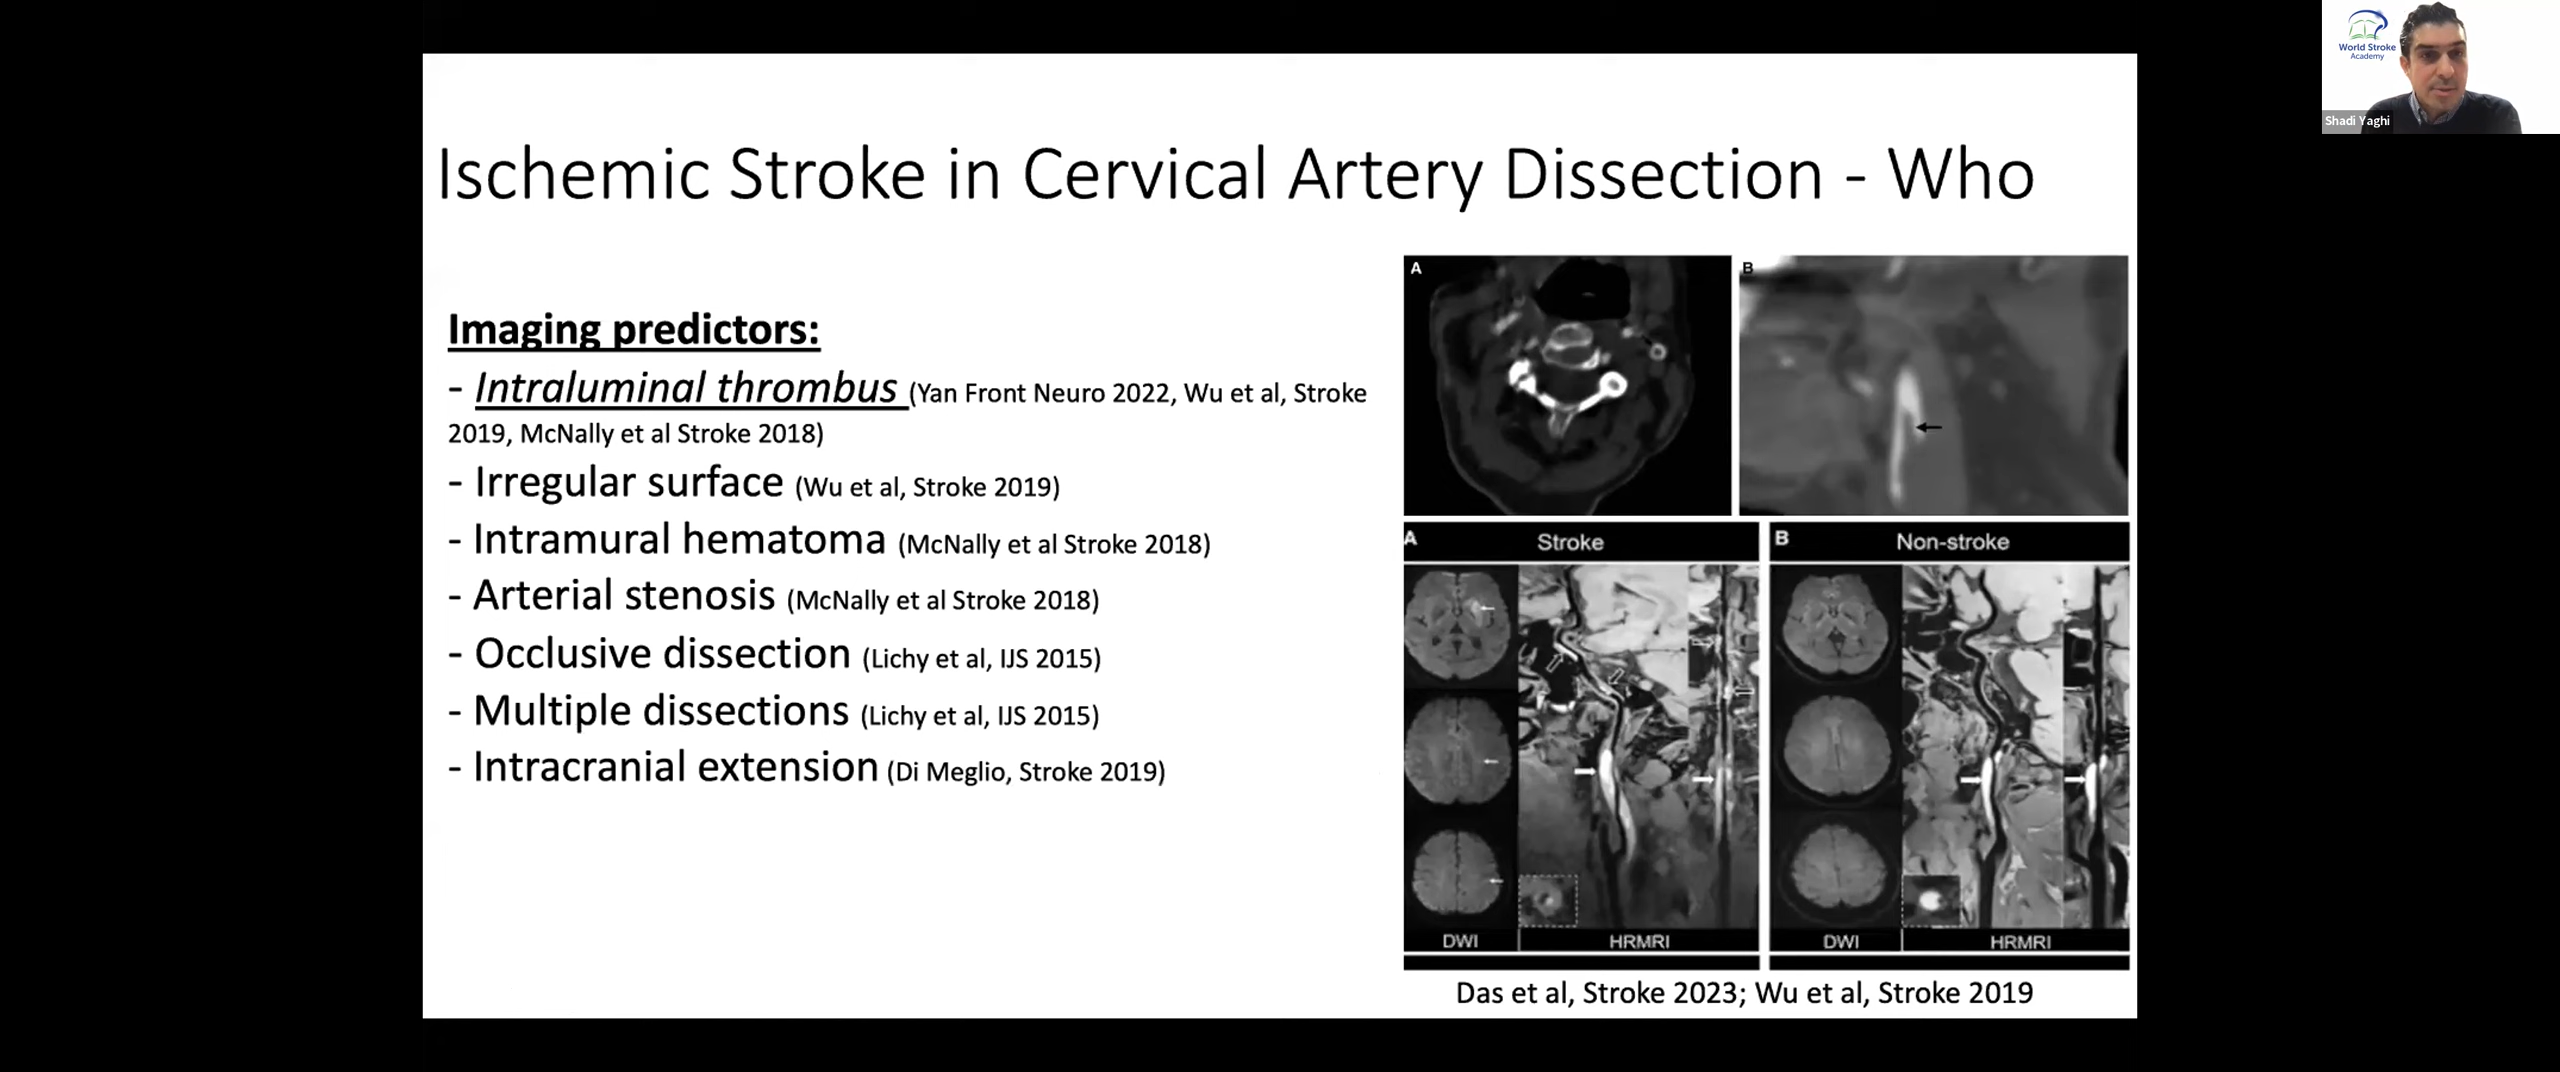 World Stroke
Academy
Shadi Yaghi
Ischemic Stroke in Cervical Artery Dissection - Who
Imaging predictors:
- Intraluminal thrombus (Yan Front Neuro 2022, Wu et al, Stroke
2019, McNally et al Stroke 2018)
- Irregular surface (Wu et al, Stroke 2019)
- Intramural hematoma (McNally et al Stroke 2018)
- Arterial stenosis (McNally et al Stroke 2018)
- Occlusive dissection (Lichy et al, IJS 2015)
- Multiple dissections (Lichy et al, IJS 2015)
- Intracranial extension (Di Meglio, Stroke 2019)
A
B
A Stroke
B Non-stroke
DWI HRMRI
DWI HRMRI
Das et al, Stroke 2023; Wu et al, Stroke 2019